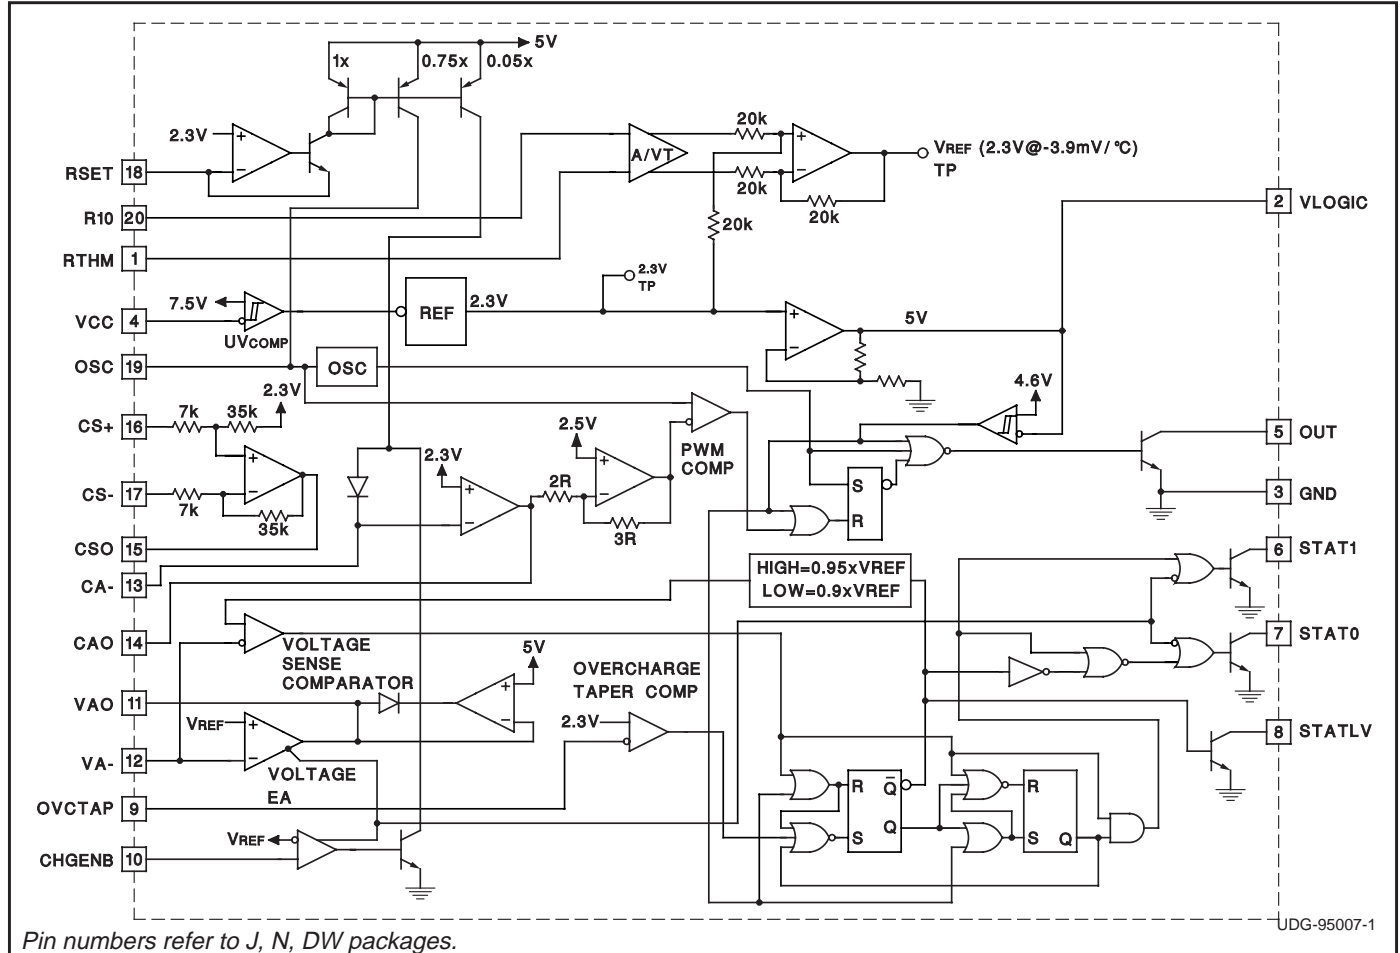 5V
1x
0.75x
0.05x
2.3V
RSET 18
R10 20
RTHM 1
A/VT
20k
20k
20k
20k
VREF (2.3V@-3.9mV/°C)
TP
2 VLOGIC
7.5V
VCC 4
UVCOMP
REF
2.3V
2.3V
TP
5V
OSC 19
OSC
4.6V
2.3V
CS+ 16
7k
35k
CS- 17
7k
35k
CSO 15
CA- 13
CAO 14
2.3V
2.5V
2R
3R
PWM
COMP
S
R
5 OUT
3 GND
6 STAT1
7 STAT0
8 STATLV
HIGH=0.95xVREF
LOW=0.9xVREF
VOLTAGE
SENSE
COMPARATOR
5V
VAO 11
VREF
VA- 12
VOLTAGE
EA
OVERCHARGE
TAPER COMP
2.3V
OVCTAP 9
VREF
CHGENB 10
R
Q̅
Q
S
R
S
Q
UDG-95007-1
Pin numbers refer to J, N, DW packages.